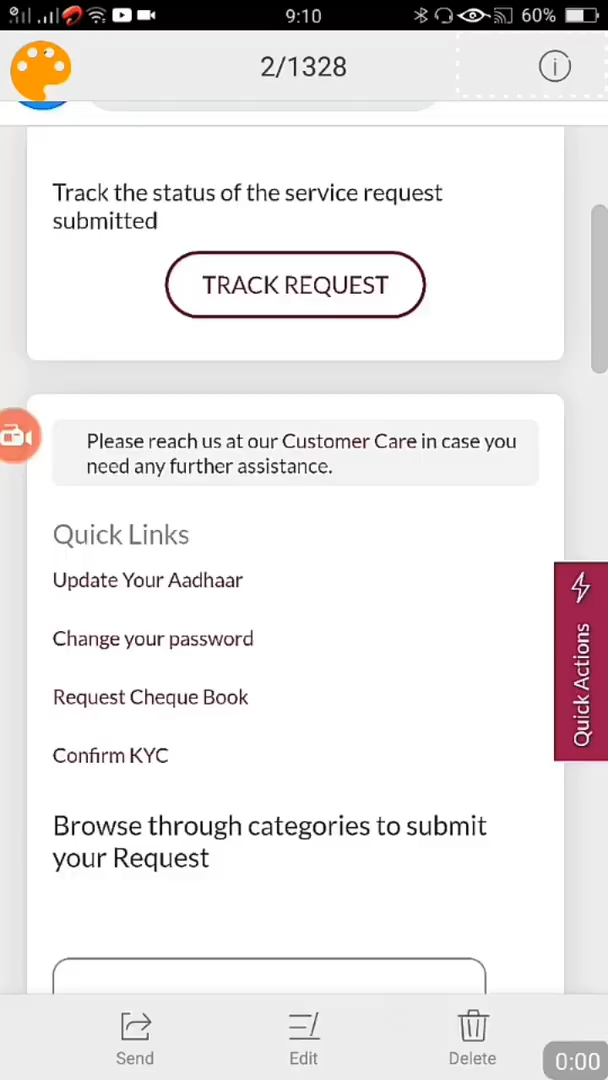 9:10
60%
2/1328
Track the status of the service request
submitted
TRACK REQUEST
Please reach us at our Customer Care in case you
need any further assistance.
Quick Links
Update Your Aadhaar
Change your password
Request Cheque Book
Confirm KYC
Quick Actions
Browse through categories to submit
your Request
Send
Edit
Delete
0:00